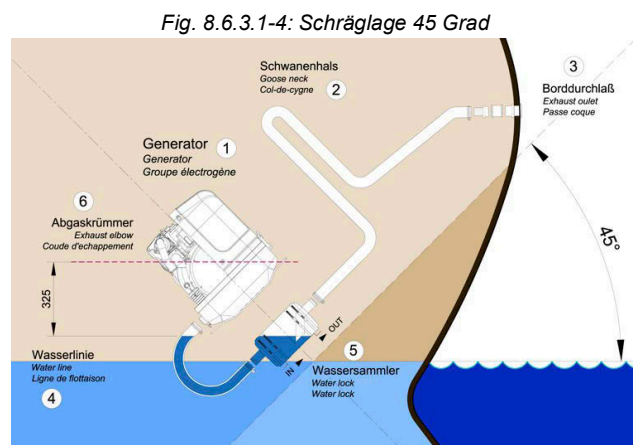 Fig. 8.6.3.1-4: Schräglage 45 Grad
Schwanenhals
Goose neck
Col-de-cygne
2
3
Borddurchlaß
Exhaust oulet
Passe coque
Generator
Generator
Groupe électrogène
1
6
Abgaskrümmer
Exhaust elbow
Coude d'echappement
325
45°
OUT
IN
Wasserlinie
Water line
Ligne de flottaison
4
5
Wassersammler
Water lock
Water lock